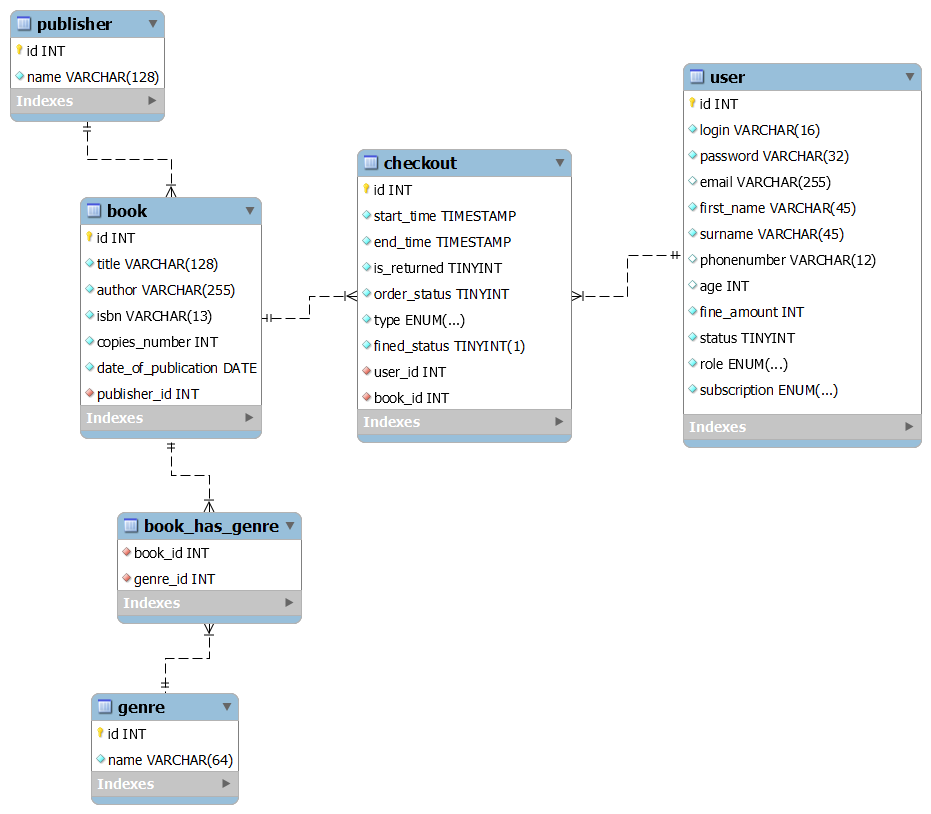 publisher
id INT
name VARCHAR(128)
Indexes
book
id INT
title VARCHAR(128)
author VARCHAR(255)
isbn VARCHAR(13)
copies_number INT
date_of_publication DATE
publisher_id INT
Indexes
checkout
id INT
start_time TIMESTAMP
end_time TIMESTAMP
is_returned TINYINT
order_status TINYINT
type ENUM(...)
fined_status TINYINT(1)
user_id INT
book_id INT
Indexes
user
id INT
login VARCHAR(16)
password VARCHAR(32)
email VARCHAR(255)
first_name VARCHAR(45)
surname VARCHAR(45)
phonenumber VARCHAR(12)
age INT
fine_amount INT
status TINYINT
role ENUM(...)
subscription ENUM(...)
Indexes
book_has_genre
book_id INT
genre_id INT
Indexes
genre
id INT
name VARCHAR(64)
Indexes